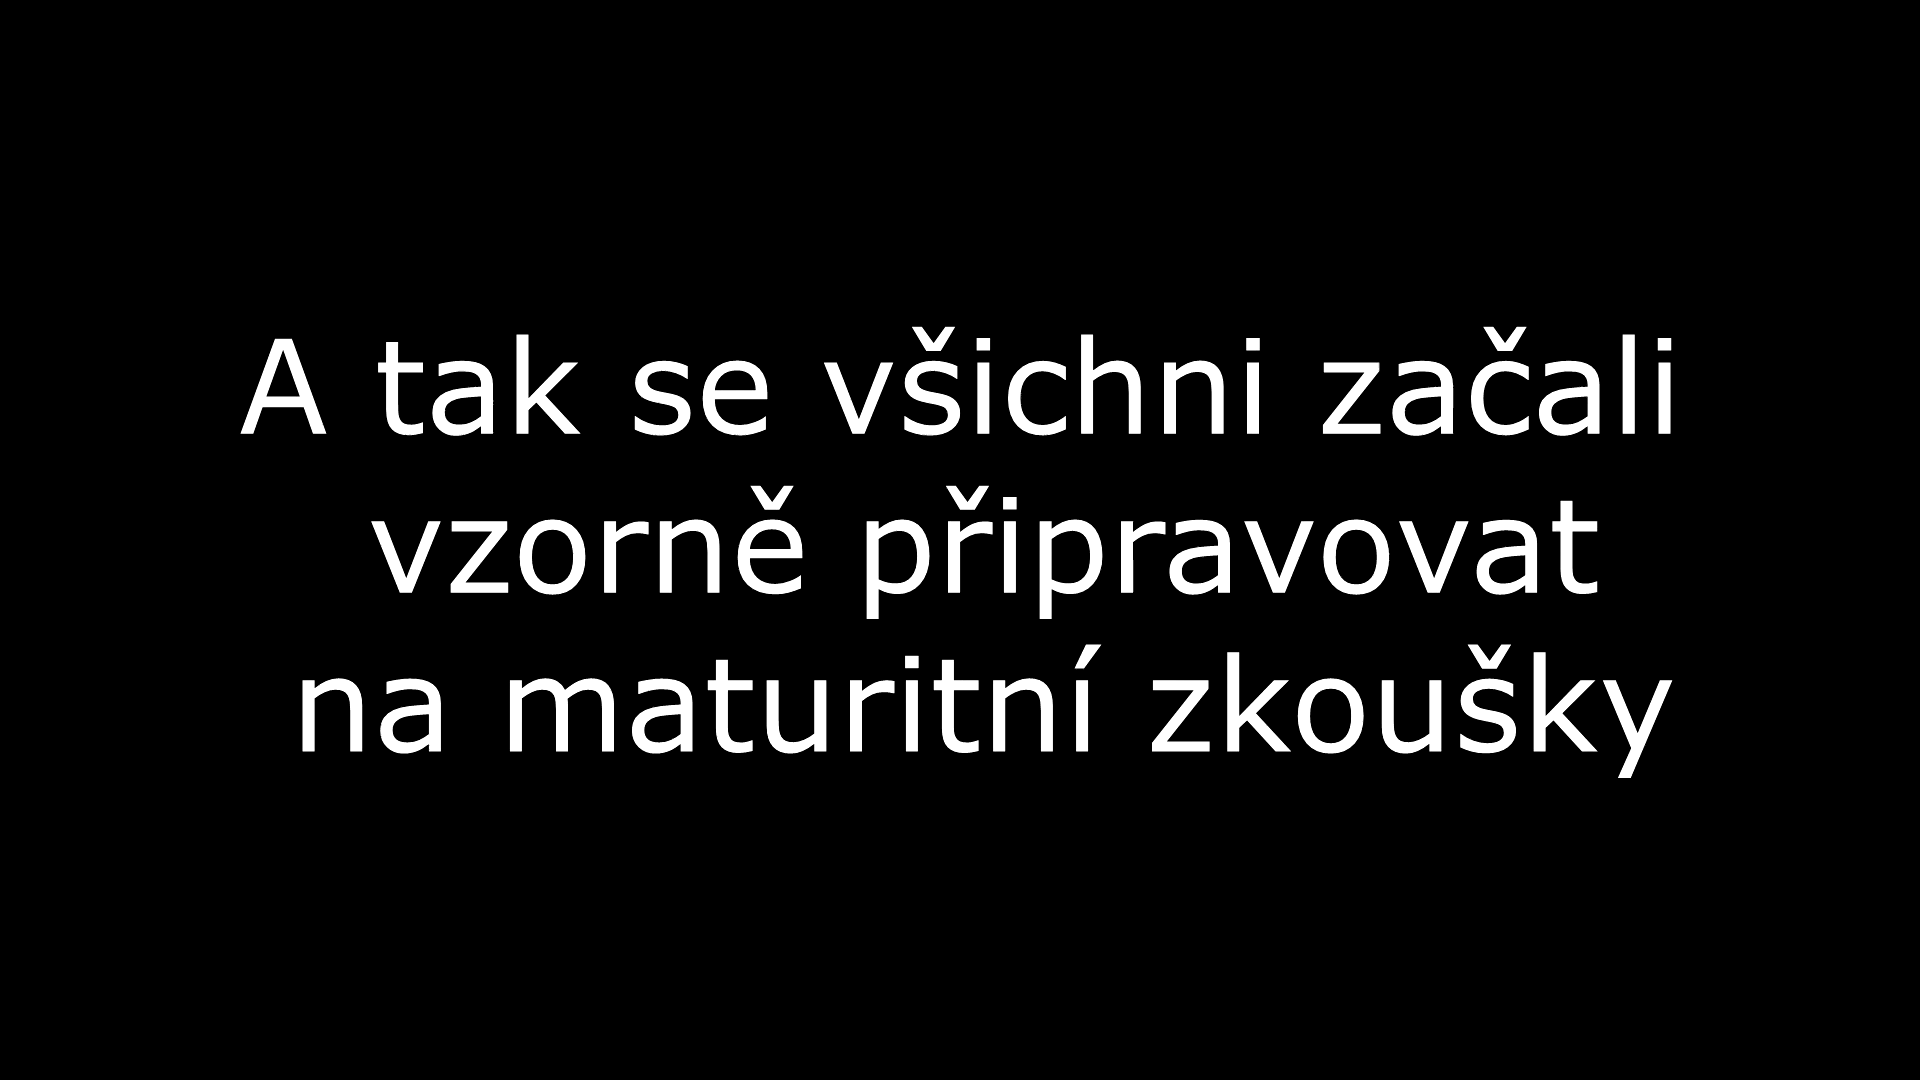 A tak se všichni začali
vzorně připravovat
na maturitní zkoušky